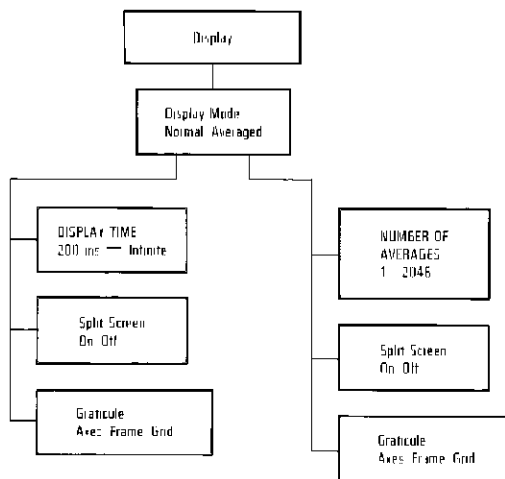 Display
Display Mode
Normal Averaged
DISPLAY TIME
200 ms — Infinite
Split Screen
On Off
Graticule
Axes Frame Grid
NUMBER OF
AVERAGES
1 2046
Split Screen
On Off
Graticule
Axes Frame Grid